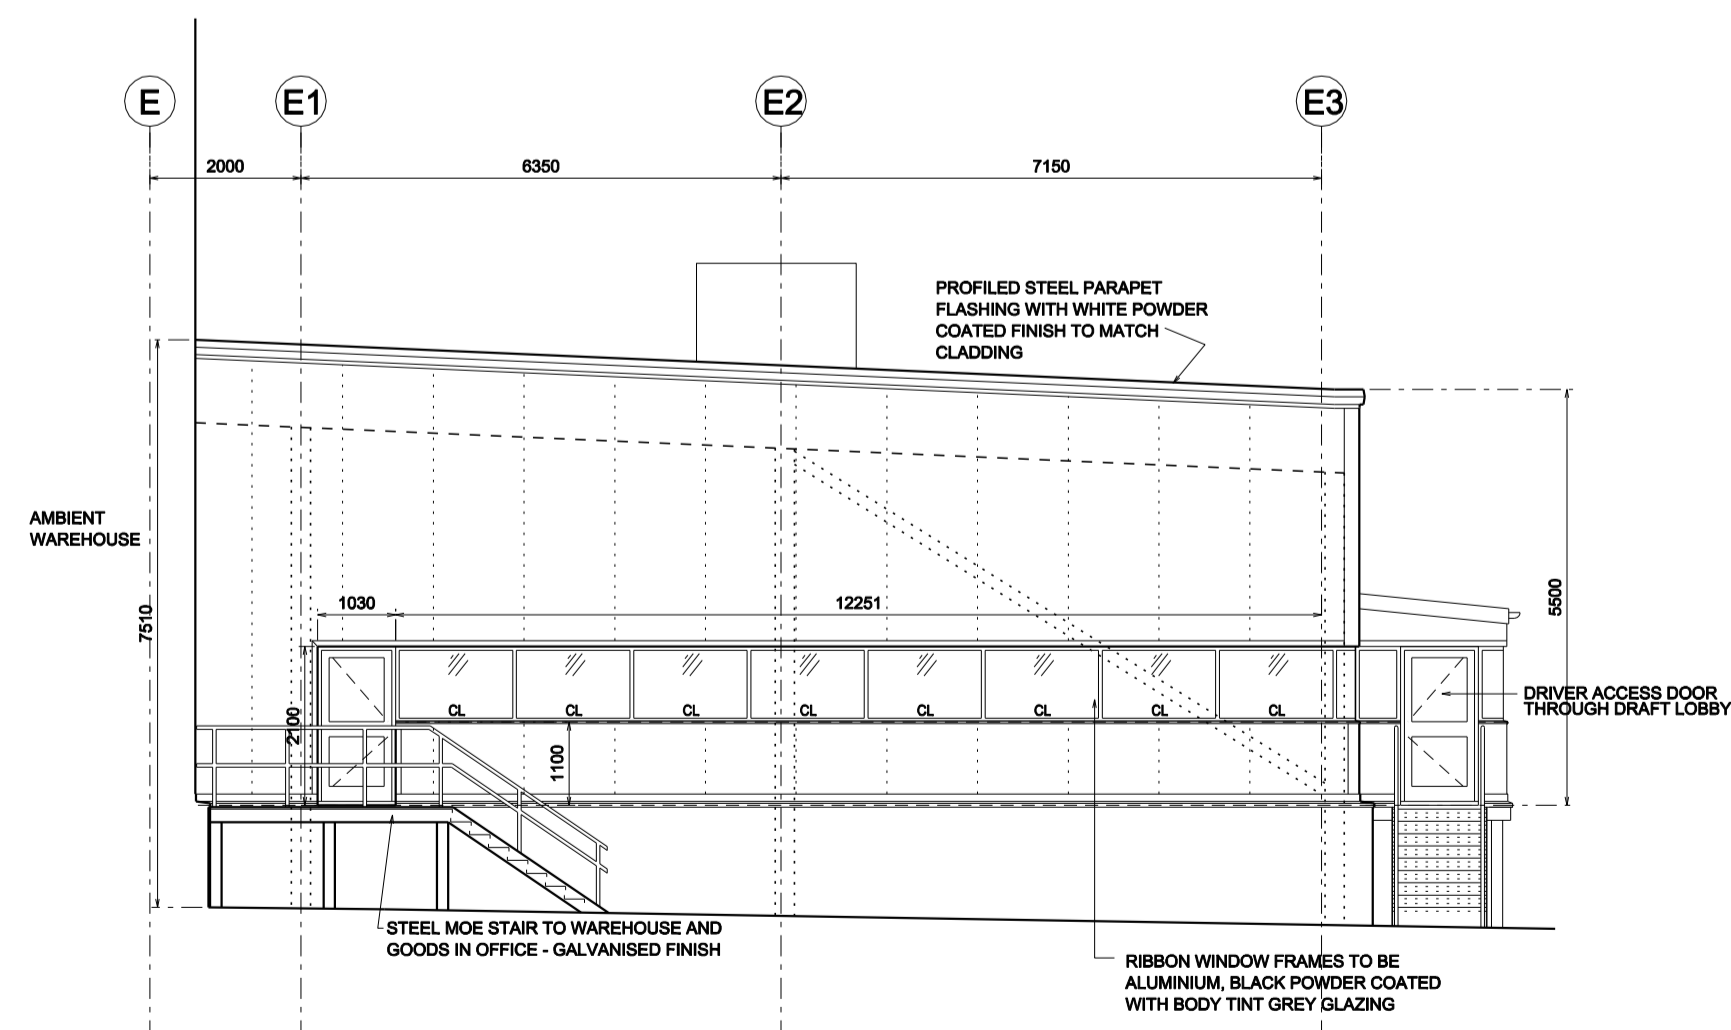 E
E1
E2
E3
2000
6350
7150
PROFILED STEEL PARAPET
FLASHING WITH WHITE POWDER
COATED FINISH TO MATCH
CLADDING
AMBIENT
WAREHOUSE
7510
1030
12251
5500
2100
CL
CL
CL
CL
CL
CL
CL
CL
1100
DRIVER ACCESS DOOR
THROUGH DRAFT LOBBY
STEEL MOE STAIR TO WAREHOUSE AND
GOODS IN OFFICE - GALVANISED FINISH
RIBBON WINDOW FRAMES TO BE
ALUMINIUM, BLACK POWDER COATED
WITH BODY TINT GREY GLAZING